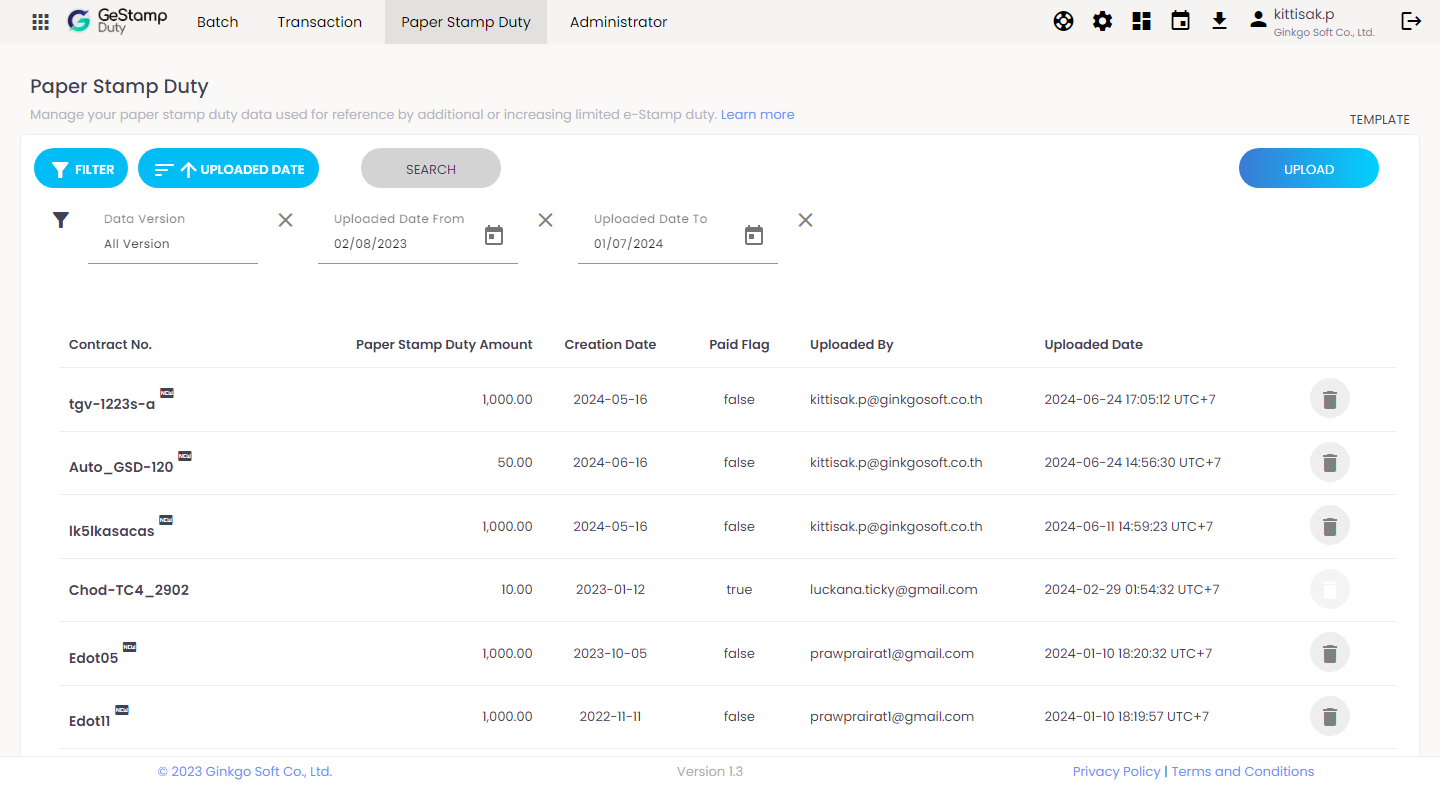 GeStamp
Duty
Batch Transaction Paper Stamp Duty Administrator
kittisak.p
Ginkgo Soft Co., Ltd.
Paper Stamp Duty
Manage your paper stamp duty data used for reference by additional or increasing limited e-Stamp duty. Learn more
TEMPLATE
FILTER UPLOADED DATE SEARCH UPLOAD
Data Version Uploaded Date From Uploaded Date To
All Version 02/08/2023 01/07/2024
Contract No. Paper Stamp Duty Amount Creation Date Paid Flag Uploaded By Uploaded Date
tgv-1223s-a NEW 1,000.00 2024-05-16 false kittisak.p@ginkgosoft.co.th 2024-06-24 17:05:12 UTC+7
Auto_GSD-120 NEW 50.00 2024-06-16 false kittisak.p@ginkgosoft.co.th 2024-06-24 14:56:30 UTC+7
lk5lkasacas NEW 1,000.00 2024-05-16 false kittisak.p@ginkgosoft.co.th 2024-06-11 14:59:23 UTC+7
Chod-TC4_2902 10.00 2023-01-12 true luckana.ticky@gmail.com 2024-02-29 01:54:32 UTC+7
Edot05 NEW 1,000.00 2023-10-05 false prawprairat1@gmail.com 2024-01-10 18:20:32 UTC+7
Edot11 NEW 1,000.00 2022-11-11 false prawprairat1@gmail.com 2024-01-10 18:19:57 UTC+7
© 2023 Ginkgo Soft Co., Ltd. Version 1.3 Privacy Policy | Terms and Conditions